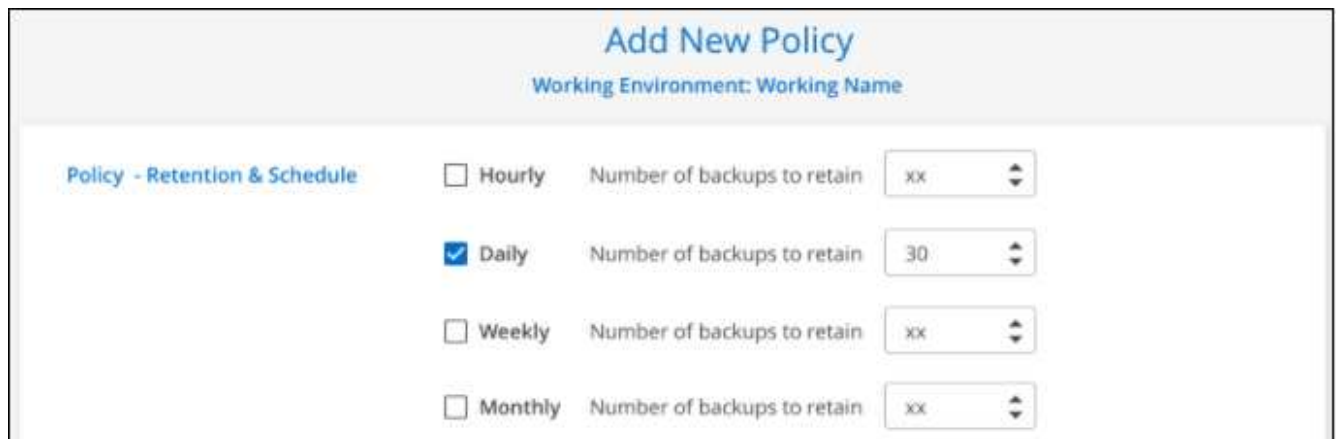 Add New Policy
Working Environment: Working Name
Policy - Retention & Schedule Hourly Number of backups to retain xx
Daily Number of backups to retain 30
Weekly Number of backups to retain xx
Monthly Number of backups to retain xx